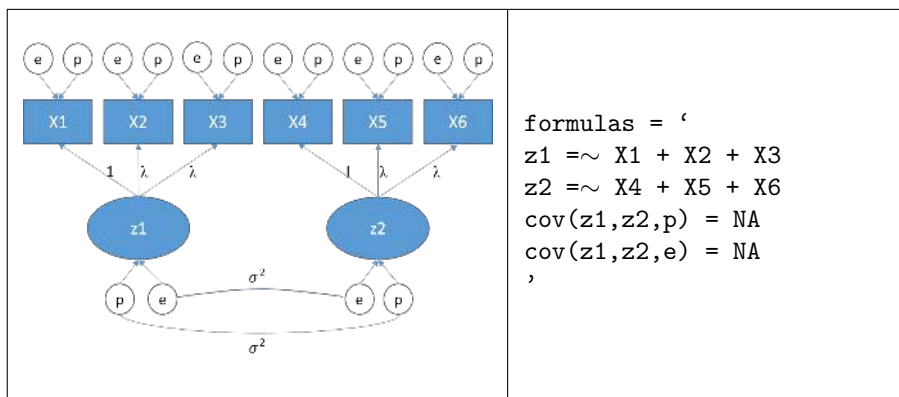 e p e p e p e p e p e p
X1 X2 X3 X4 X5 X6
1 λ λ 1 λ λ
z1 z2
p e σ² e p
σ²
formulas = ‘
z1 =∼ X1 + X2 + X3
z2 =∼ X4 + X5 + X6
cov(z1,z2,p) = NA
cov(z1,z2,e) = NA
’